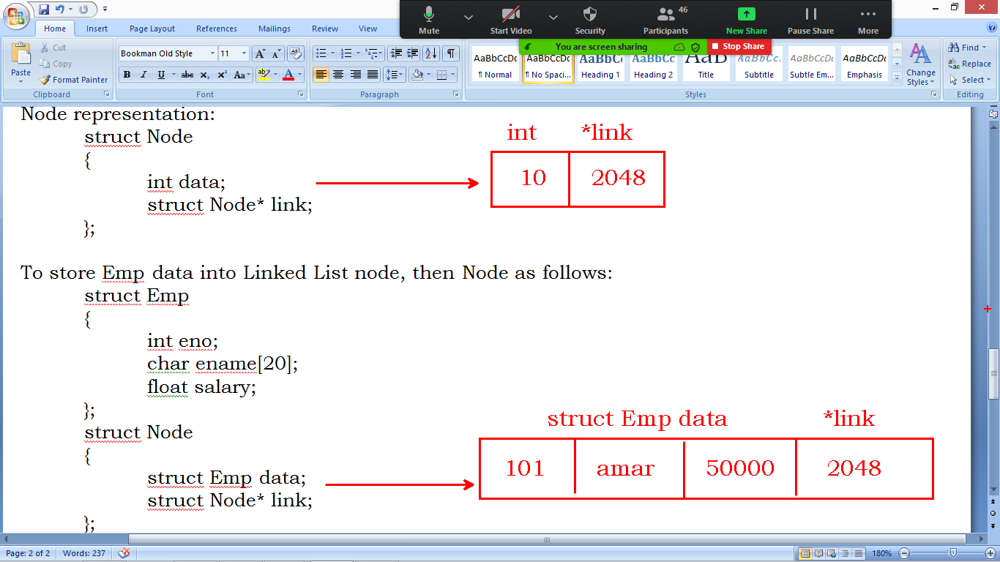 46
Mute
Start Video
Security
Participants
New Share
Pause Share
More
You are screen sharing
Stop Share
Home
Insert
Page Layout
References
Mailings
Review
View
Paste
Cut
Copy
Format Painter
Clipboard
Bookman Old Style
11
Font
Paragraph
AaBbCcDc AaBbCcDc AaBbC AaBbCc AaB AaBbCc. AaBbCcDc AaBbCcDc
¶ Normal
¶ No Spaci...
Heading 1
Heading 2
Title
Subtitle
Subtle Em...
Emphasis
Change Styles
Styles
Find
Replace
Select
Editing
Node representation:
struct Node
{
int data;
struct Node* link;
};
int *link
10 2048
To store Emp data into Linked List node, then Node as follows:
struct Emp
{
int eno;
char ename[20];
float salary;
};
struct Node
{
struct Emp data;
struct Node* link;
};
struct Emp data *link
101 amar 50000 2048
Page: 2 of 2
Words: 237
180%